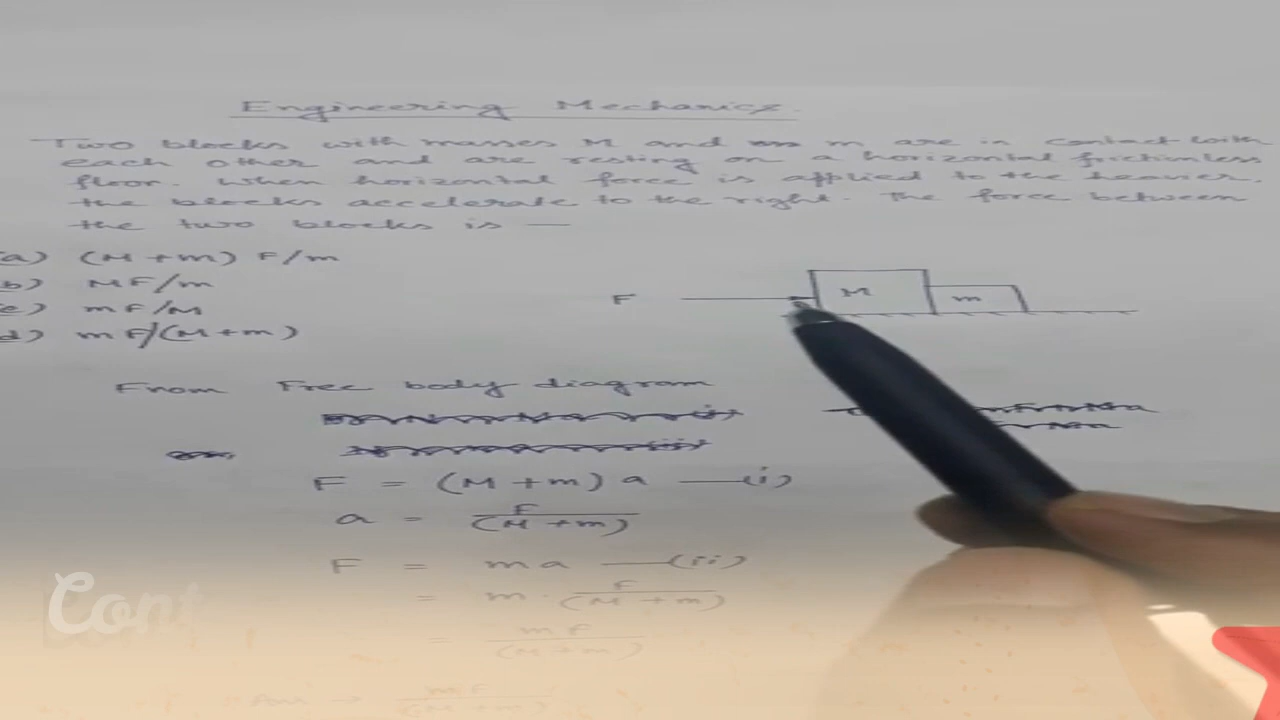 Engineering Mechanics.
Two blocks with masses M and m are in contact with
each other and are resting on a horizontal frictionless
floor. When horizontal force is applied to the heavier,
the blocks accelerate to the right. The force between
the two blocks is —
a) (M+m) F/m
b) MF/m
c) mF/M
d) mF/(M+m)
F M m
From Free body diagram
F = (M+m) a —(i)
a = F/(M+m)
F = ma —(ii)
= m · F/(M+m)
= mF/(M+m)
Ans → mF/(M+m)
Cont